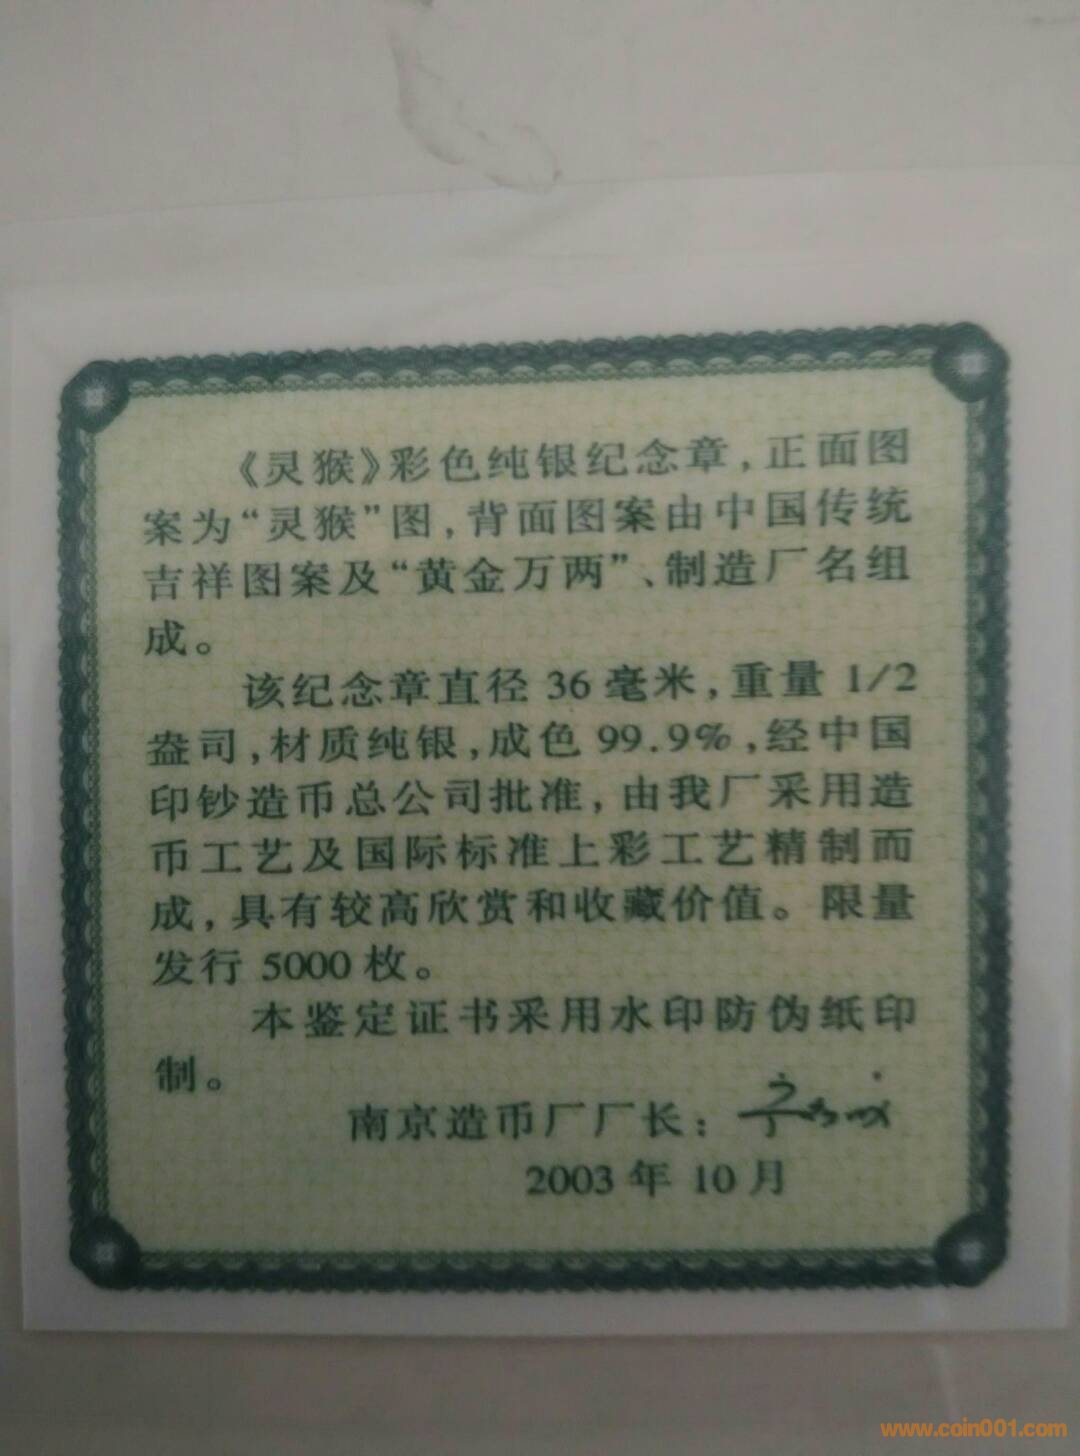 《灵猴》彩色纯银纪念章,正面图
案为“灵猴”图,背面图案由中国传统
吉祥图案及“黄金万两”、制造厂名组
成。
该纪念章直径 36 毫米,重量 1/2
盎司,材质纯银,成色 99.9%,经中国
印钞造币总公司批准,由我厂采用造
币工艺及国际标准上彩工艺精制而
成,具有较高欣赏和收藏价值。限量
发行 5000 枚。
本鉴定证书采用水印防伪纸印
制。
南京造币厂厂长:
2003 年 10 月
www.coin001.com